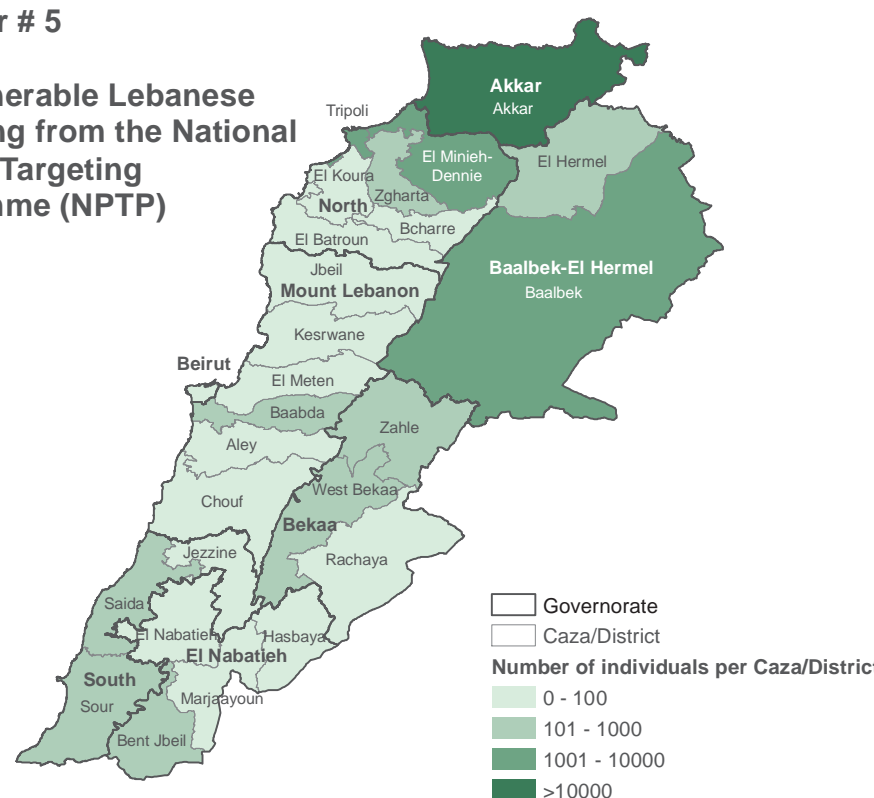 r # 5
nerable Lebanese
ng from the National
Targeting
mme (NPTP)
Akkar
Akkar
Tripoli
El Minieh-
Dennie
El Hermel
El Koura
Zgharta
North
Bcharre
El Batroun
Baalbek-El Hermel
Baalbek
Jbeil
Mount Lebanon
Kesrwane
Beirut
El Meten
Baabda
Zahle
Aley
West Bekaa
Chouf
Bekaa
Jezzine
Rachaya
Saida
El Nabatieh
Hasbaya
El Nabatieh
South
Marjaayoun
Sour
Bent Jbeil
Governorate
Caza/District
Number of individuals per Caza/District
0 - 100
101 - 1000
1001 - 10000
>10000